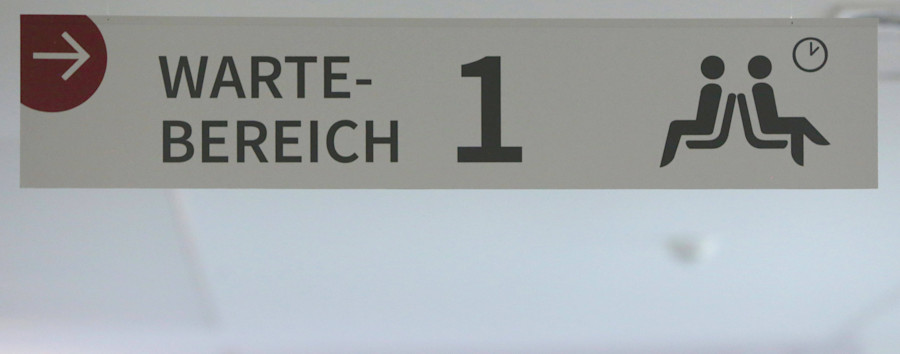 WARTE-
BEREICH
1